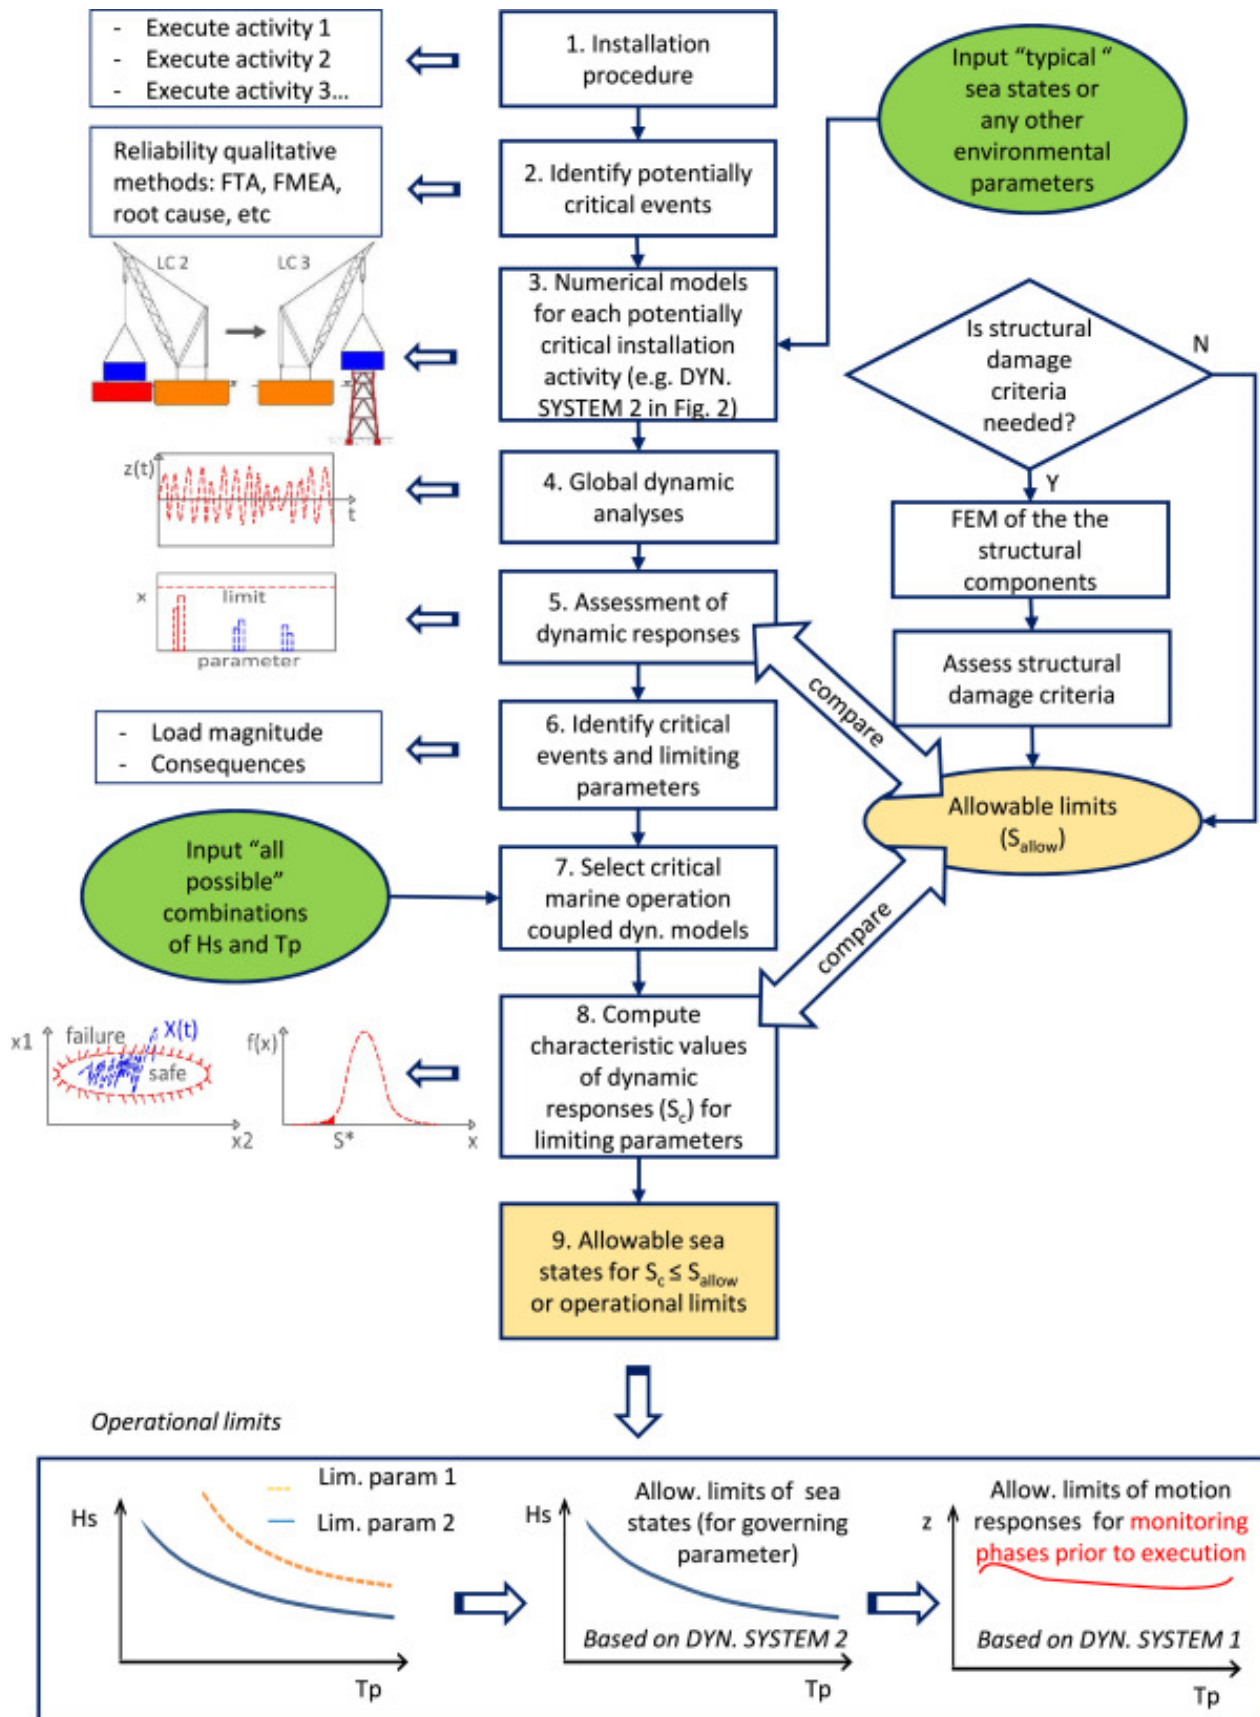 - Execute activity 1
- Execute activity 2
- Execute activity 3...
1. Installation
procedure
Input “typical “
sea states or
any other
environmental
parameters
Reliability qualitative
methods: FTA, FMEA,
root cause, etc
2. Identify potentially
critical events
LC 2
LC 3
3. Numerical models
for each potentially
critical installation
activity (e.g. DYN.
SYSTEM 2 in Fig. 2)
Is structural
damage
criteria
needed?
N
Y
z(t)
t
4. Global dynamic
analyses
FEM of the the
structural
components
x
limit
parameter
5. Assessment of
dynamic responses
Assess structural
damage criteria
compare
- Load magnitude
- Consequences
6. Identify critical
events and limiting
parameters
Allowable limits
(Sallow)
Input “all
possible”
combinations
of Hs and Tp
7. Select critical
marine operation
coupled dyn. models
compare
x1
failure
X(t)
safe
x2
f(x)
S*
x
8. Compute
characteristic values
of dynamic
responses (Sc) for
limiting parameters
9. Allowable sea
states for Sc ≤ Sallow
or operational limits
Operational limits
Hs
Lim. param 1
Lim. param 2
Tp
Hs
Allow. limits of sea
states (for governing
parameter)
Based on DYN. SYSTEM 2
Tp
z
Allow. limits of motion
responses for monitoring
phases prior to execution
Based on DYN. SYSTEM 1
Tp